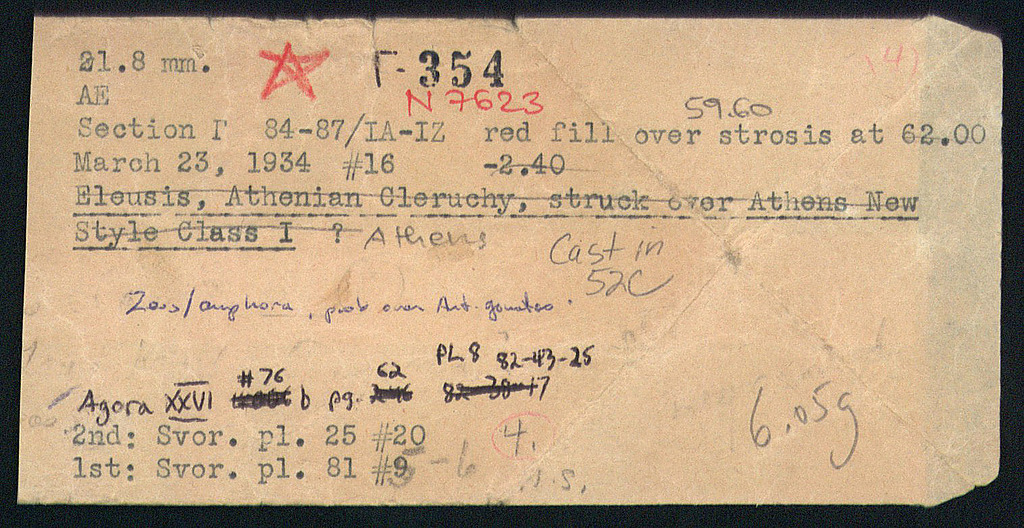 21.8 mm. Γ-354
AE N 7623
59.60
Section Γ 84-87/IA-IZ red fill over strosis at 62.00
March 23, 1934 #16 -2.40
Eleusis, Athenian Cleruchy, struck over Athens New
Style Class I ? Athens
Cast in
52C
Zeus/amphora, prob over Ant. gonatas.
PL.8 82-43-25
#76 62
Agora XXVI b pg.
2nd: Svor. pl. 25 #20 4.
1st: Svor. pl. 81 #9 5-6
6.05g